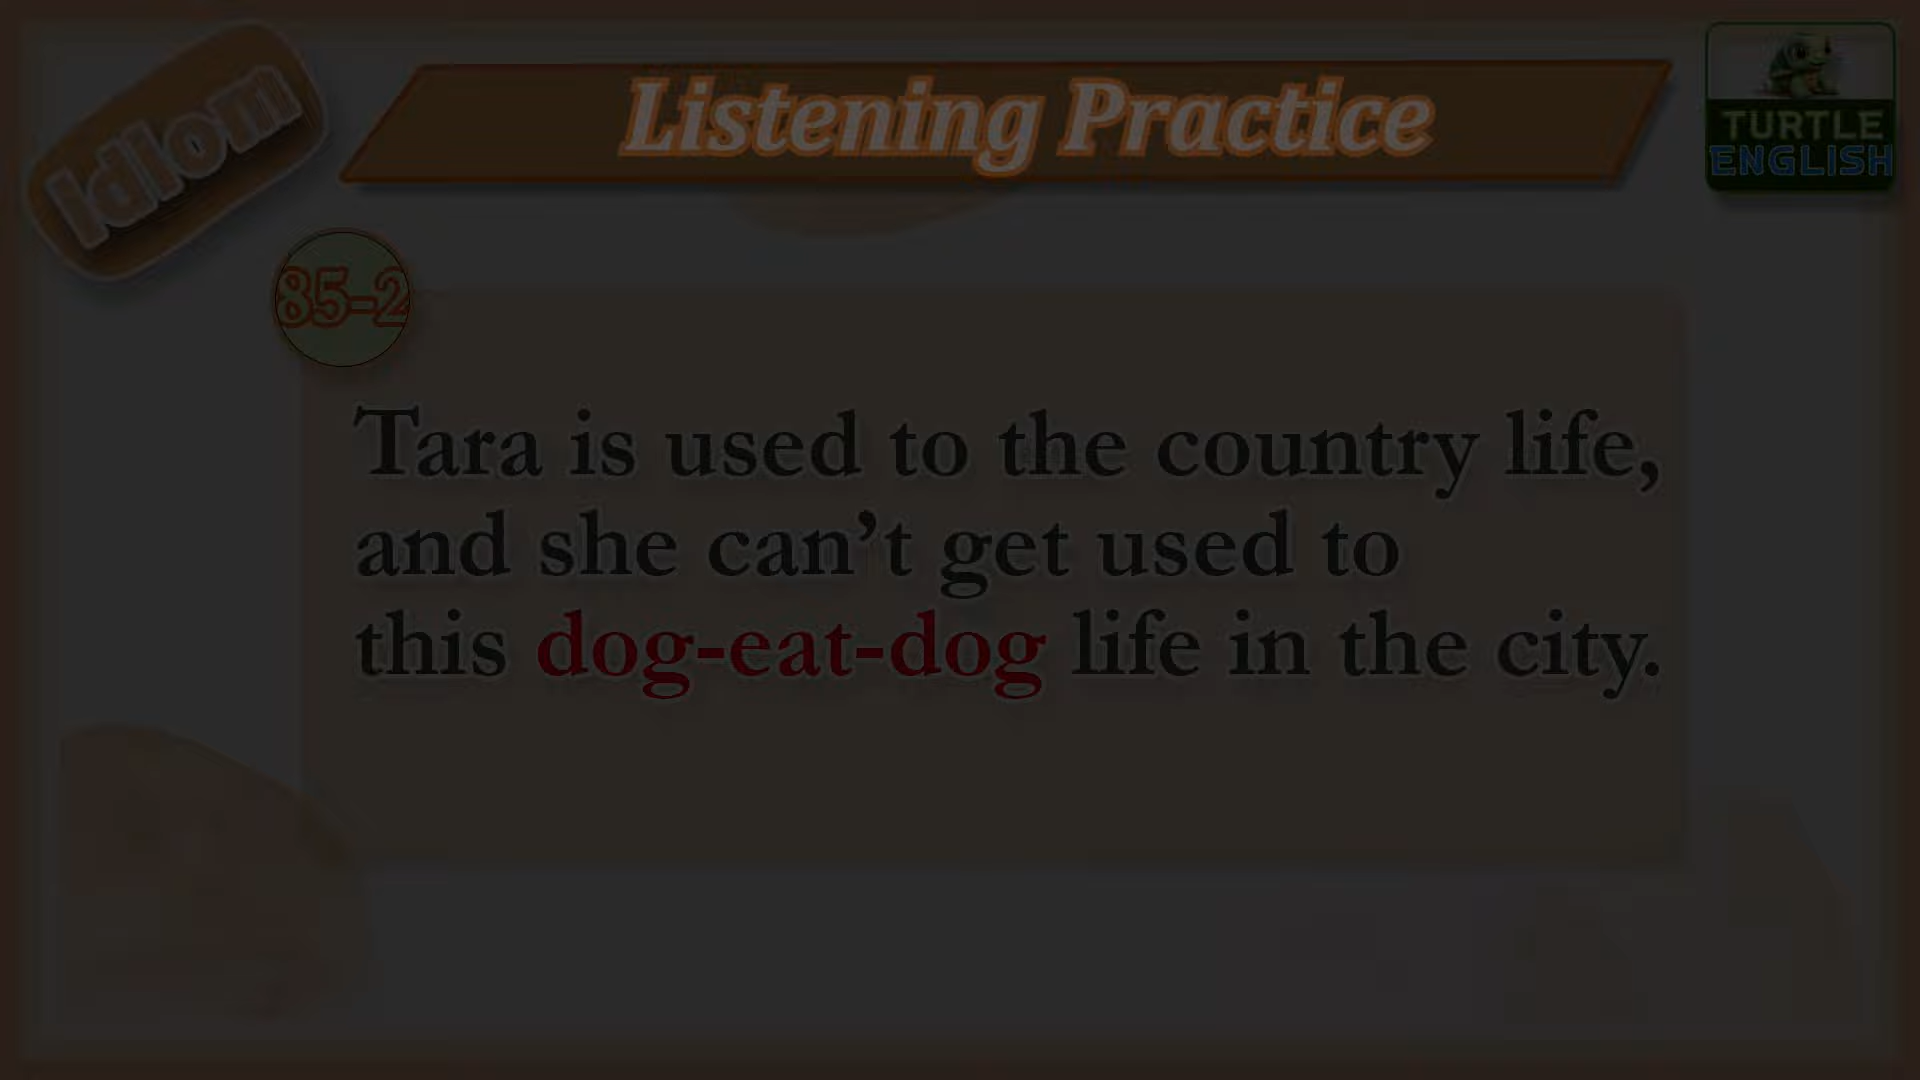 Idiom
Listening Practice
TURTLE
ENGLISH
85-2
Tara is used to the country life,
and she can’t get used to
this dog-eat-dog life in the city.